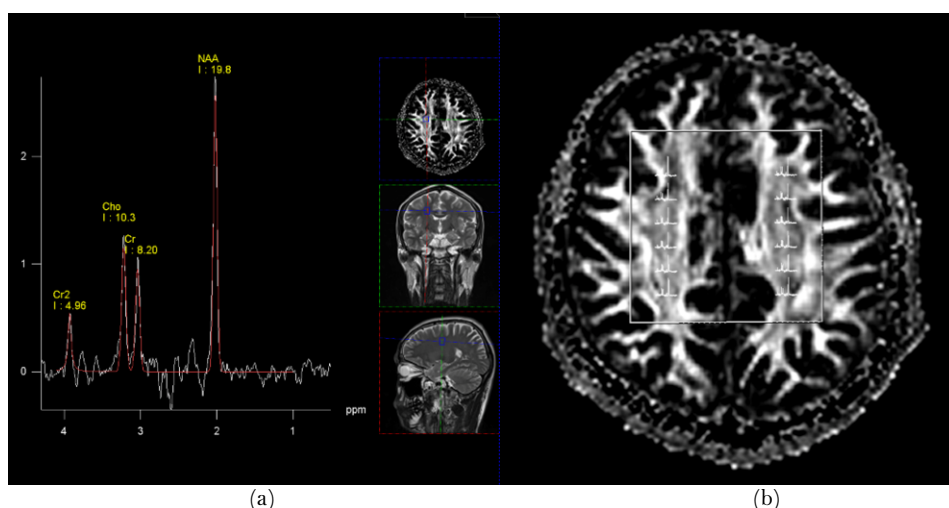 NAA
I : 19.8
2
Cho
I : 10.3
Cr
I : 8.20
1
Cr2
I : 4.96
0
ppm
4 3 2 1
(a) (b)